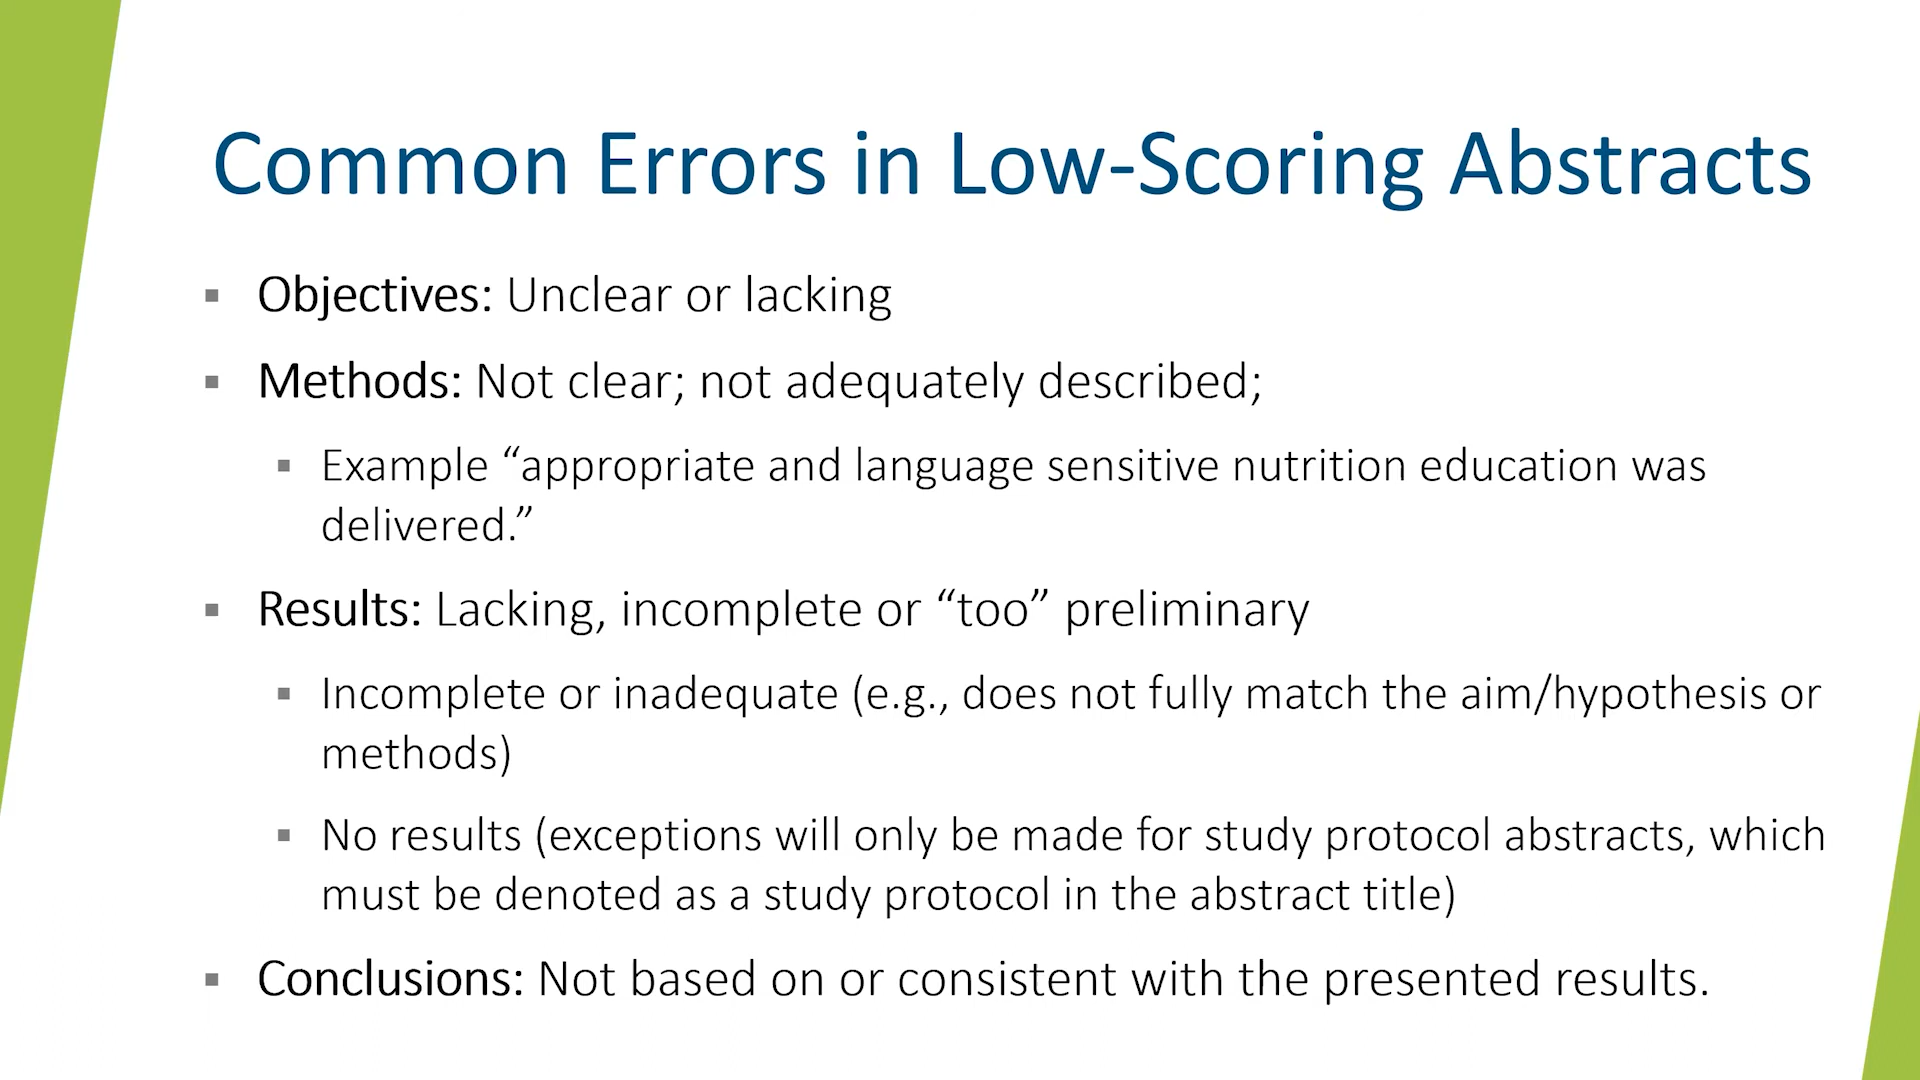 Common Errors in Low-Scoring Abstracts
▪ Objectives: Unclear or lacking
▪ Methods: Not clear; not adequately described;
▪ Example “appropriate and language sensitive nutrition education was
delivered.”
▪ Results: Lacking, incomplete or “too” preliminary
▪ Incomplete or inadequate (e.g., does not fully match the aim/hypothesis or
methods)
▪ No results (exceptions will only be made for study protocol abstracts, which
must be denoted as a study protocol in the abstract title)
▪ Conclusions: Not based on or consistent with the presented results.